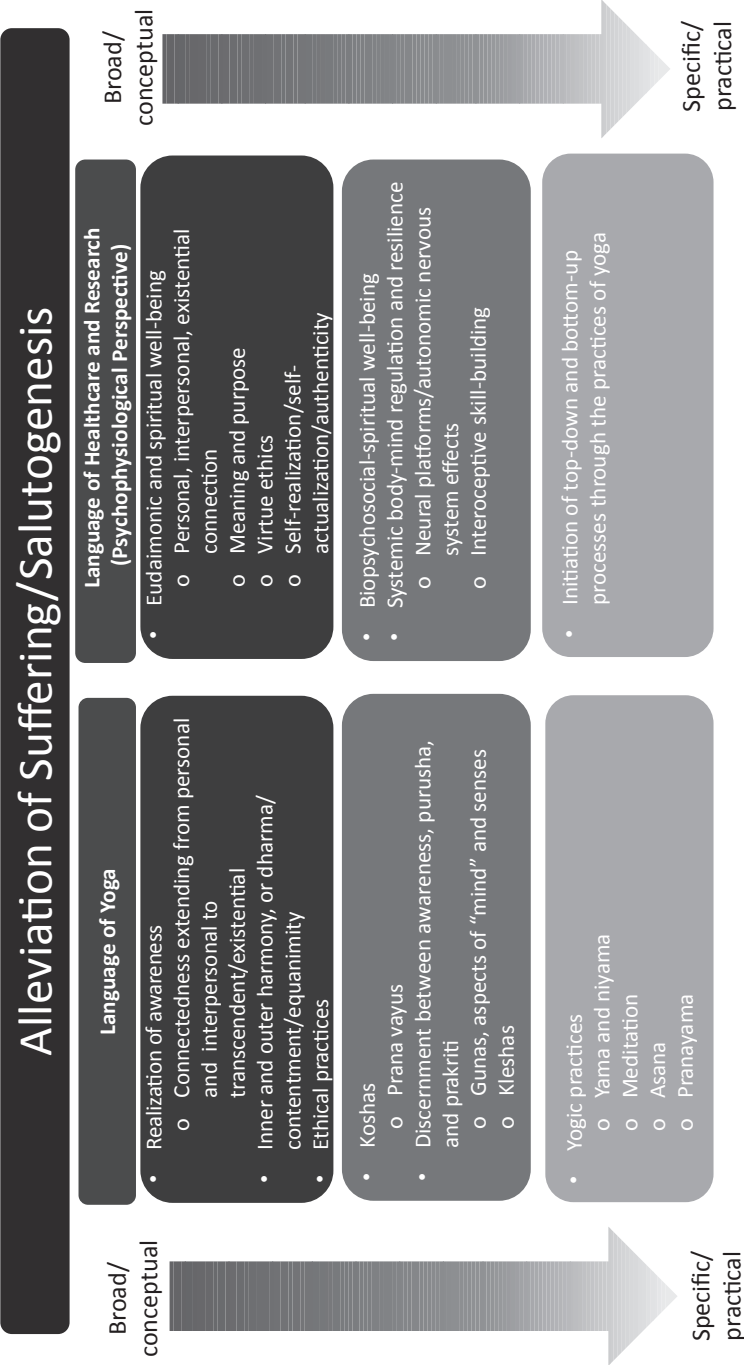 Alleviation of Suffering/Salutogenesis
Broad/
conceptual
Specific/
practical
Language of Yoga
• Realization of awareness
o Connectedness extending from personal
and interpersonal to
transcendent/existential
• Inner and outer harmony, or dharma/
contentment/equanimity
• Ethical practices
• Koshas
o Prana vayus
• Discernment between awareness, purusha,
and prakriti
o Gunas, aspects of “mind” and senses
o Kleshas
• Yogic practices
o Yama and niyama
o Meditation
o Asana
o Pranayama
Language of Healthcare and Research
(Psychophysiological Perspective)
• Eudaimonic and spiritual well-being
o Personal, interpersonal, existential
connection
o Meaning and purpose
o Virtue ethics
o Self-realization/self-
actualization/authenticity
• Biopsychosocial-spiritual well-being
• Systemic body-mind regulation and resilience
o Neural platforms/autonomic nervous
system effects
o Interoceptive skill-building
• Initiation of top-down and bottom-up
processes through the practices of yoga
Broad/
conceptual
Specific/
practical